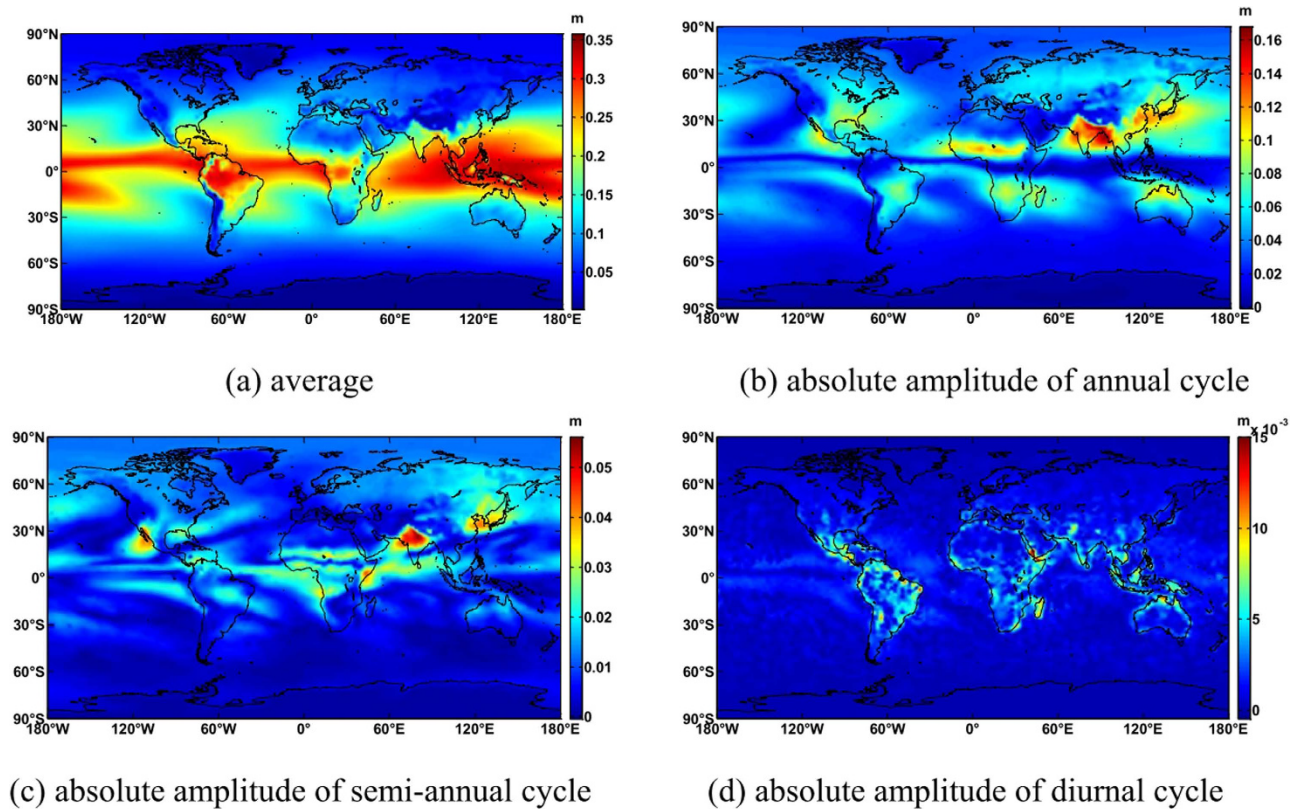 m
90°N
60°N
30°N
0°
30°S
60°S
90°S
180°W 120°W 60°W 0° 60°E 120°E 180°E
0.35
0.30
0.25
0.20
0.15
0.10
0.05
(a) average
m
90°N
60°N
30°N
0°
30°S
60°S
90°S
180°W 120°W 60°W 0° 60°E 120°E 180°E
0.16
0.14
0.12
0.10
0.08
0.06
0.04
0.02
0
(b) absolute amplitude of annual cycle
m
90°N
60°N
30°N
0°
30°S
60°S
90°S
180°W 120°W 60°W 0° 60°E 120°E 180°E
0.05
0.04
0.03
0.02
0.01
0
(c) absolute amplitude of semi-annual cycle
m x 10⁻³
90°N
60°N
30°N
0°
30°S
60°S
90°S
180°W 120°W 60°W 0° 60°E 120°E 180°E
15
10
5
0
(d) absolute amplitude of diurnal cycle